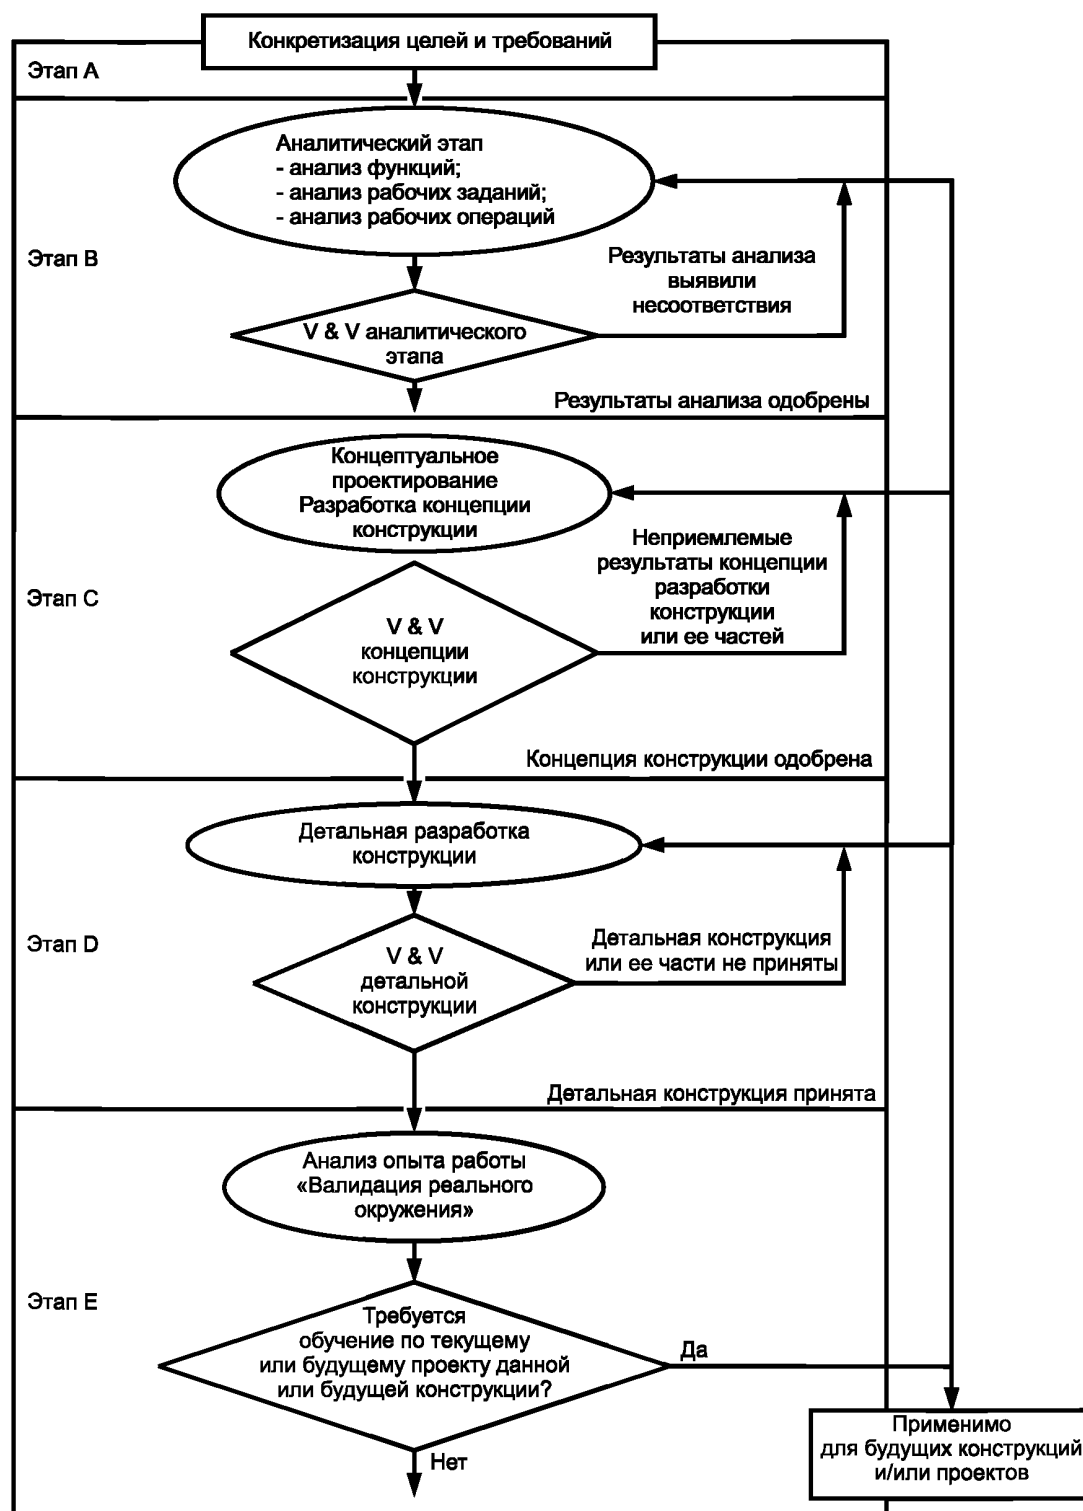 Конкретизация целей и требований
Этап A
Аналитический этап
- анализ функций;
- анализ рабочих заданий;
- анализ рабочих операций
Этап B
Результаты анализа
выявили
несоответствия
V & V аналитического
этапа
Результаты анализа одобрены
Концептуальное
проектирование
Разработка концепции
конструкции
Неприемлемые
результаты концепции
разработки
конструкции
или ее частей
Этап C
V & V
концепции
конструкции
Концепция конструкции одобрена
Детальная разработка
конструкции
Этап D
Детальная конструкция
или ее части не приняты
V & V
детальной
конструкции
Детальная конструкция принята
Анализ опыта работы
«Валидация реального
окружения»
Этап E
Требуется
обучение по текущему
или будущему проекту данной
или будущей конструкции?
Да
Нет
Применимо
для будущих конструкций
и/или проектов